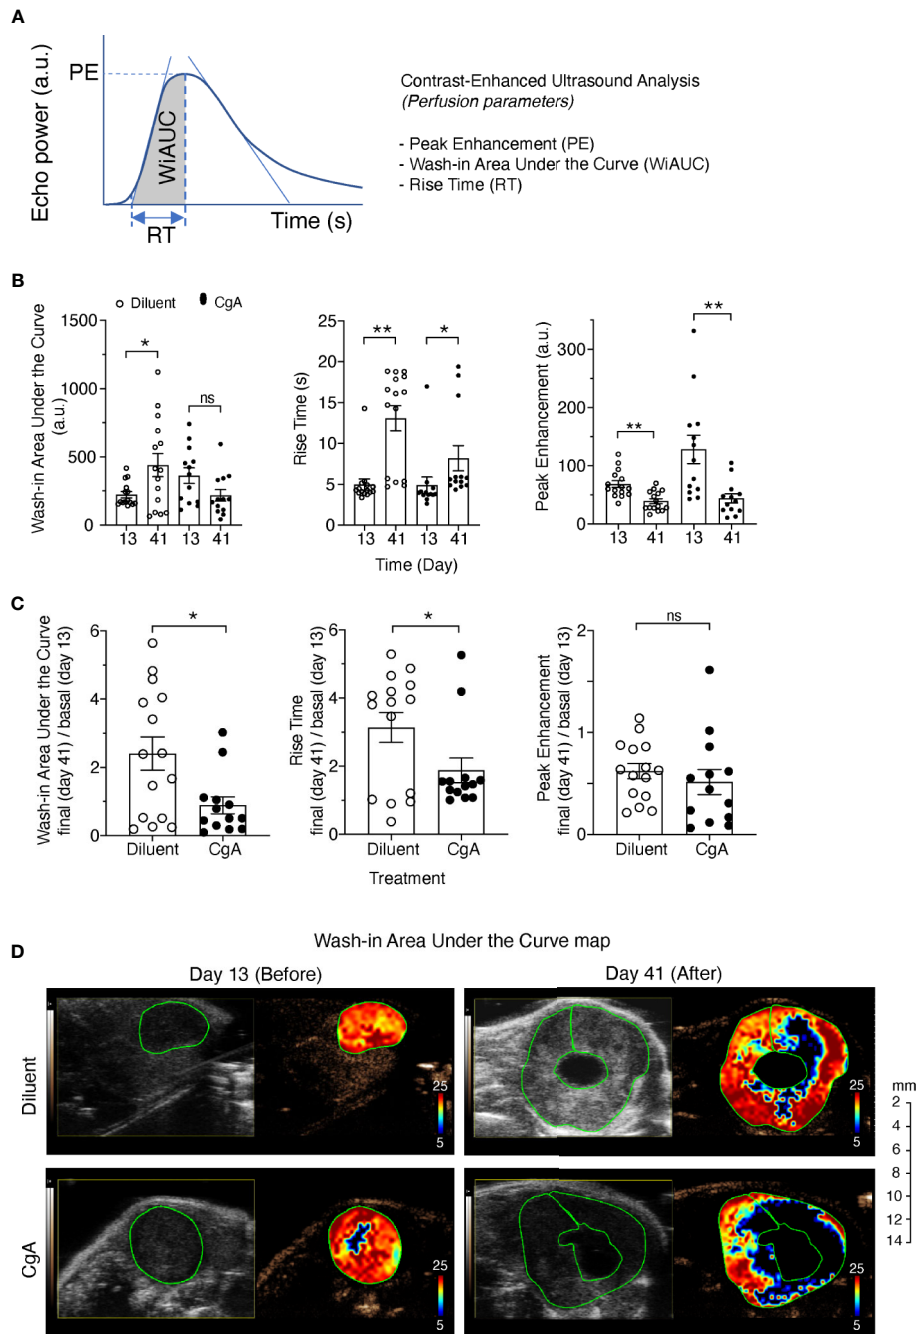 A
Echo power (a.u.)
PE
WiAUC
RT
Time (s)
Contrast-Enhanced Ultrasound Analysis
(Perfusion parameters)
- Peak Enhancement (PE)
- Wash-in Area Under the Curve (WiAUC)
- Rise Time (RT)
B
Diluent
CgA
Wash-in Area Under the Curve
(a.u.)
1500
1000
500
0
*
ns
13 41 13 41
Rise Time (s)
25
20
15
10
5
0
**
*
13 41 13 41
Time (Day)
Peak Enhancement (a.u.)
300
200
100
0
**
**
13 41 13 41
C
Wash-in Area Under the Curve
final (day 41) / basal (day 13)
6
4
2
0
*
Diluent CgA
Rise Time
final (day 41) / basal (day 13)
6
4
2
0
*
Diluent CgA
Treatment
Peak Enhancement
final (day 41) / basal (day 13)
2
1
0
ns
Diluent CgA
D
Wash-in Area Under the Curve map
Day 13 (Before)
Day 41 (After)
Diluent
25
5
25
5
CgA
25
5
25
5
mm
2
4
6
8
10
12
14